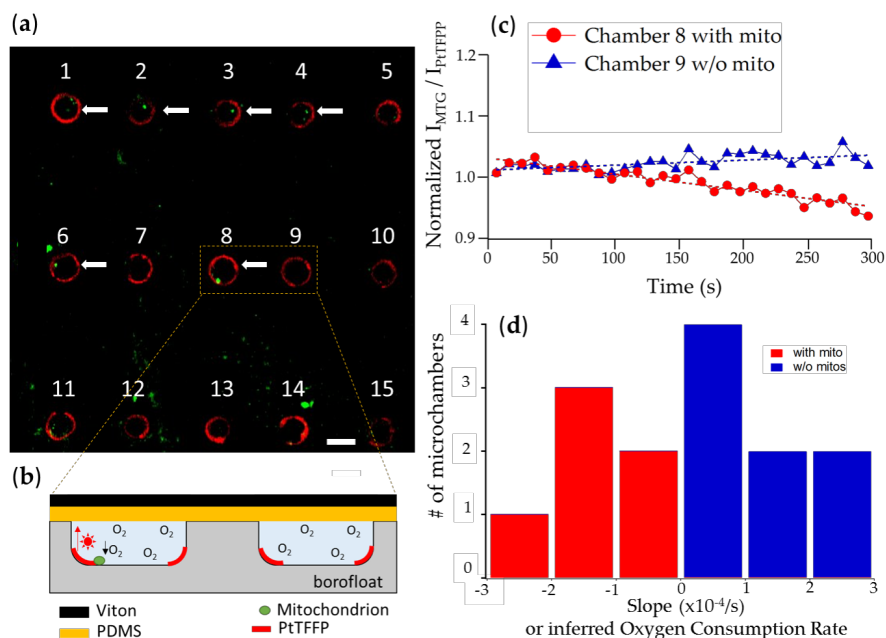 (a)
1 2 3 4 5
6 7 8 9 10
11 12 13 14 15
(b)
O2 O2 O2 O2 O2
O2 O2 O2 O2
borofloat
Viton
PDMS
Mitochondrion
PtTFFP
(c)
Chamber 8 with mito
Chamber 9 w/o mito
Normalized IMTG / IPtTFPP
1.2
1.1
1.0
0.9
0 50 100 150 200 250 300
Time (s)
(d)
with mito
w/o mitos
# of microchambers
4
3
2
1
0
-3 -2 -1 0 1 2 3
Slope (x10-4/s)
or inferred Oxygen Consumption Rate